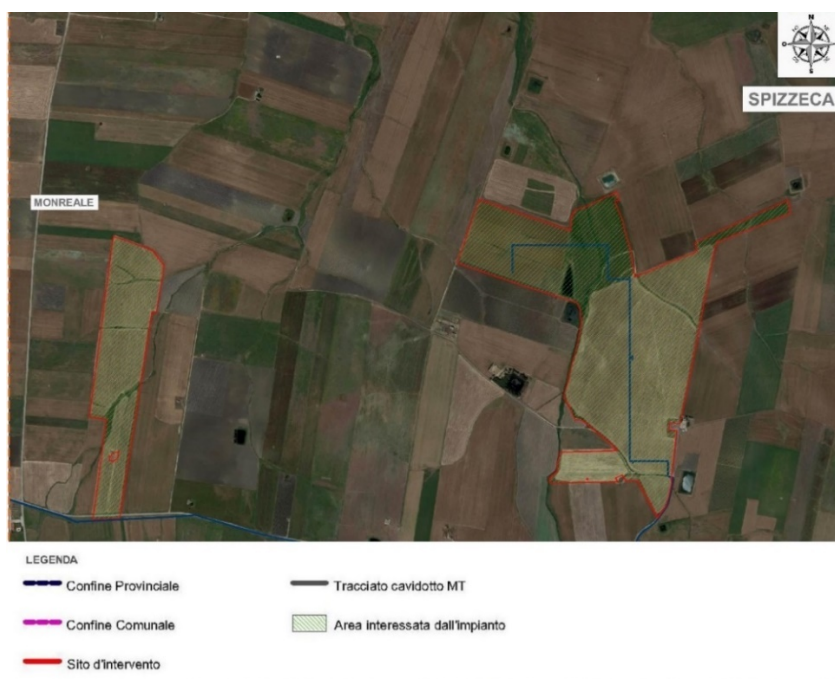 SPIZZECA
MONREALE
LEGENDA
Confine Provinciale
Tracciato cavidotto MT
Confine Comunale
Area interessata dall'impianto
Sito d'intervento